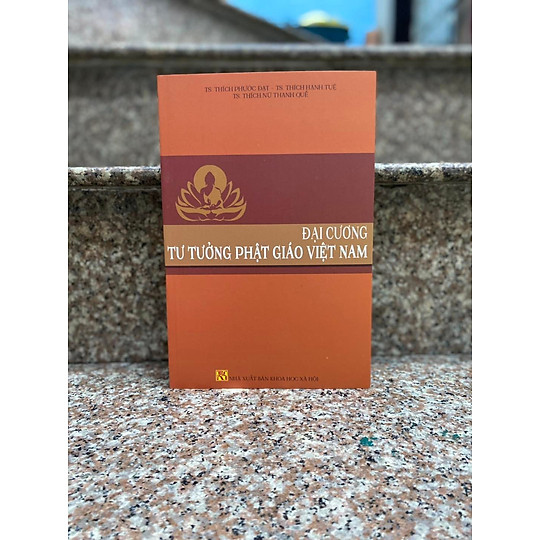 TS. THÍCH PHƯỚC ĐẠT - TS. THÍCH HẠNH TUỆ
TS. THÍCH NỮ THANH QUẾ
ĐẠI CƯƠNG
TƯ TƯỞNG PHẬT GIÁO VIỆT NAM
NHÀ XUẤT BẢN KHOA HỌC XÃ HỘI